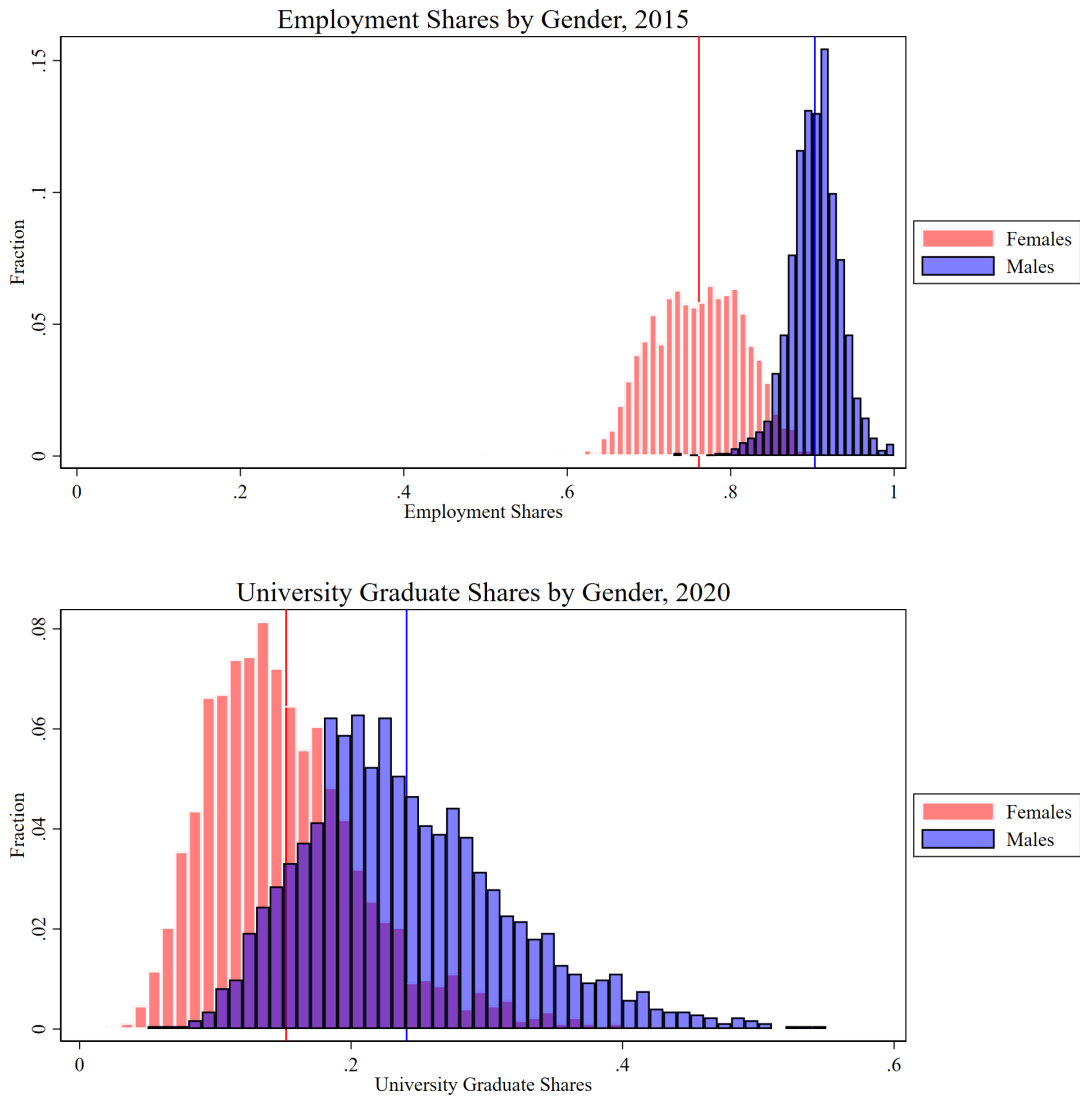 Employment Shares by Gender, 2015
.15
.1
.05
0
Fraction
0 .2 .4 .6 .8 1
Employment Shares
Females
Males
University Graduate Shares by Gender, 2020
.08
.06
.04
.02
0
Fraction
0 .2 .4 .6
University Graduate Shares
Females
Males